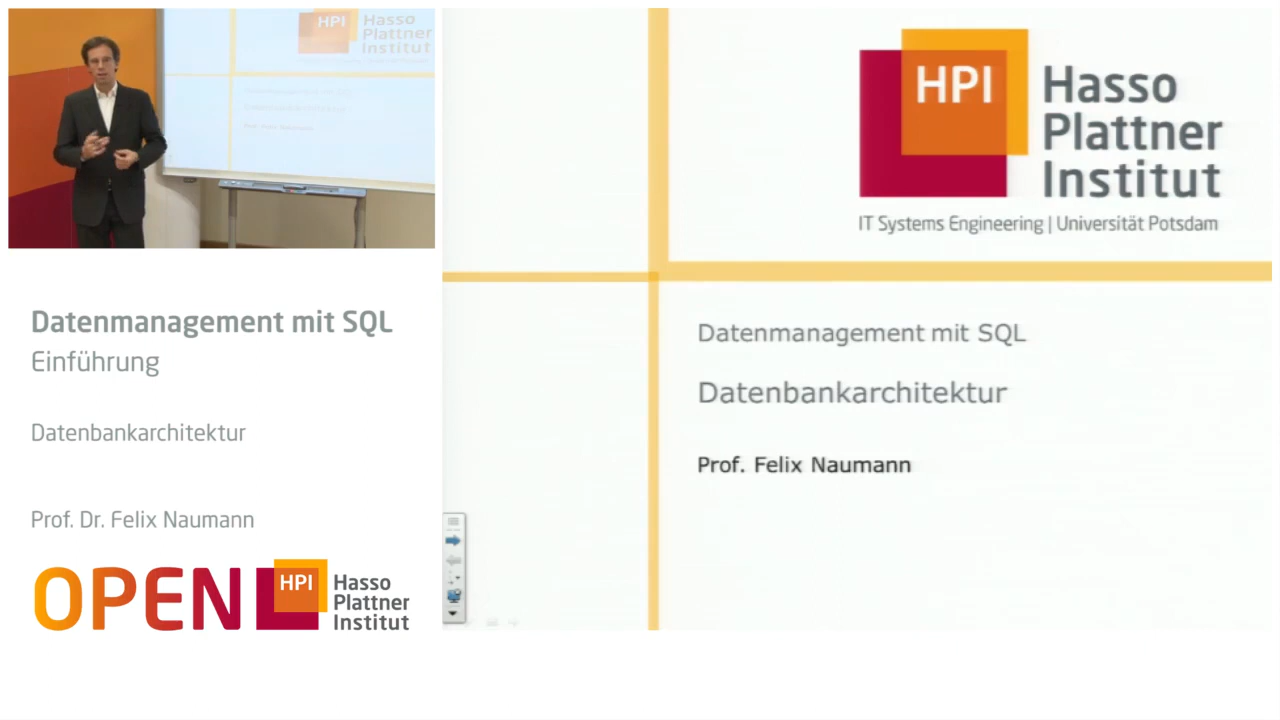 HPI
Hasso
Plattner
Institut
Datenmanagement mit SQL
Einführung
Datenbankarchitektur
Prof. Dr. Felix Naumann
OPEN
HPI
Hasso
Plattner
Institut
HPI
Hasso
Plattner
Institut
IT Systems Engineering | Universität Potsdam
Datenmanagement mit SQL
Datenbankarchitektur
Prof. Felix Naumann